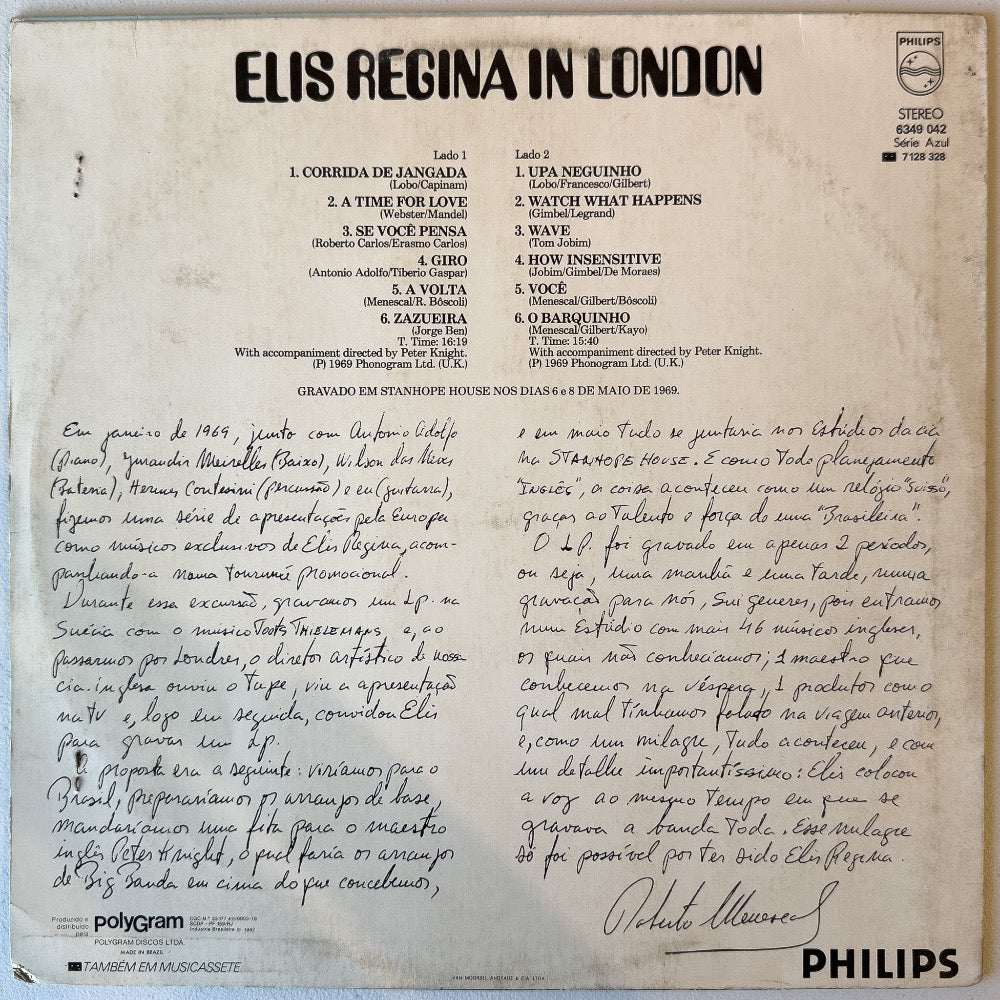 ELIS REGINA IN LONDON
PHILIPS
STEREO
6349 042
Série Azul
7128 328
Lado 1
1. CORRIDA DE JANGADA
(Lobo/Capinam)
2. A TIME FOR LOVE
(Webster/Mandel)
3. SE VOCÊ PENSA
(Roberto Carlos/Erasmo Carlos)
4. GIRO
(Antonio Adolfo/Tiberio Gaspar)
5. A VOLTA
(Menescal/R. Bôscoli)
6. ZAZUEIRA
(Jorge Ben)
T. Time: 16:19
With accompaniment directed by Peter Knight.
(P) 1969 Phonogram Ltd. (U.K.)
Lado 2
1. UPA NEGUINHO
(Lobo/Francesco/Gilbert)
2. WATCH WHAT HAPPENS
(Gimbel/Legrand)
3. WAVE
(Tom Jobim)
4. HOW INSENSITIVE
(Jobim/Gimbel/De Moraes)
5. VOCÊ
(Menescal/Gilbert/Bôscoli)
6. O BARQUINHO
(Menescal/Gilbert/Kayo)
T. Time: 15:40
With accompaniment directed by Peter Knight.
(P) 1969 Phonogram Ltd. (U.K.)
GRAVADO EM STANHOPE HOUSE NOS DIAS 6 e 8 DE MAIO DE 1969.
Em janeiro de 1969, junto com Antonio Adolfo
(piano), Jurandir Meirelles (Baixo), Wilson das Neves
(Bateria), Hermes Contesini (percussão) e eu (guitarra),
fizemos uma série de apresentações pela Europa
como músicos exclusivos de Elis Regina, acom-
panhando-a numa tournnê promocional.
Durante essa excursão, gravamos um Lp. na
Suécia com o músico TOOTS THIELEMANS e, ao
passarmos por Londres, o diretor artístico de nossa
cia. inglesa ouviu o tape, viu a apresentação
na tv e, logo em seguida, convidou Elis
para gravar um Lp.
A proposta era a seguinte: viríamos para o
Brasil, prepararíamos os arranjos de base,
mandaríamos uma fita para o maestro
inglês Peter Knight, o qual faria os arranjos
de Big Banda em cima do que concebemos,
e em maio tudo se juntaria nos Estúdios da cia
na STANHOPE HOUSE. E como todo planejamento
"INGLÊS", a coisa aconteceu como um relógio "Suisso",
graças ao talento e força de uma "Brasileira".
O LP. foi gravado em apenas 2 períodos,
ou seja, uma manhã e uma tarde, numa
gravação para nós, Sui generes, pois entramos
num Estúdio com mais 46 músicos ingleses,
os quais não conhecíamos; 1 maestro que
conhecemos na véspera, 1 produtor com o
qual mal tínhamos falado na viagem anterior,
e, como um milagre, tudo aconteceu, e com
um detalhe importantíssimo: Elis colocou
a voz ao mesmo tempo em que se
gravava a banda toda. Esse milagre
só foi possível por ter sido Elis Regina.
Roberto Menescal
Produzido e
distribuído
pela
polyGram
POLYGRAM DISCOS LTDA.
MADE IN BRAZIL
TAMBÉM EM MUSICASSETE
VAN MOORSEL ANDRADE & CIA. LTDA.
PHILIPS